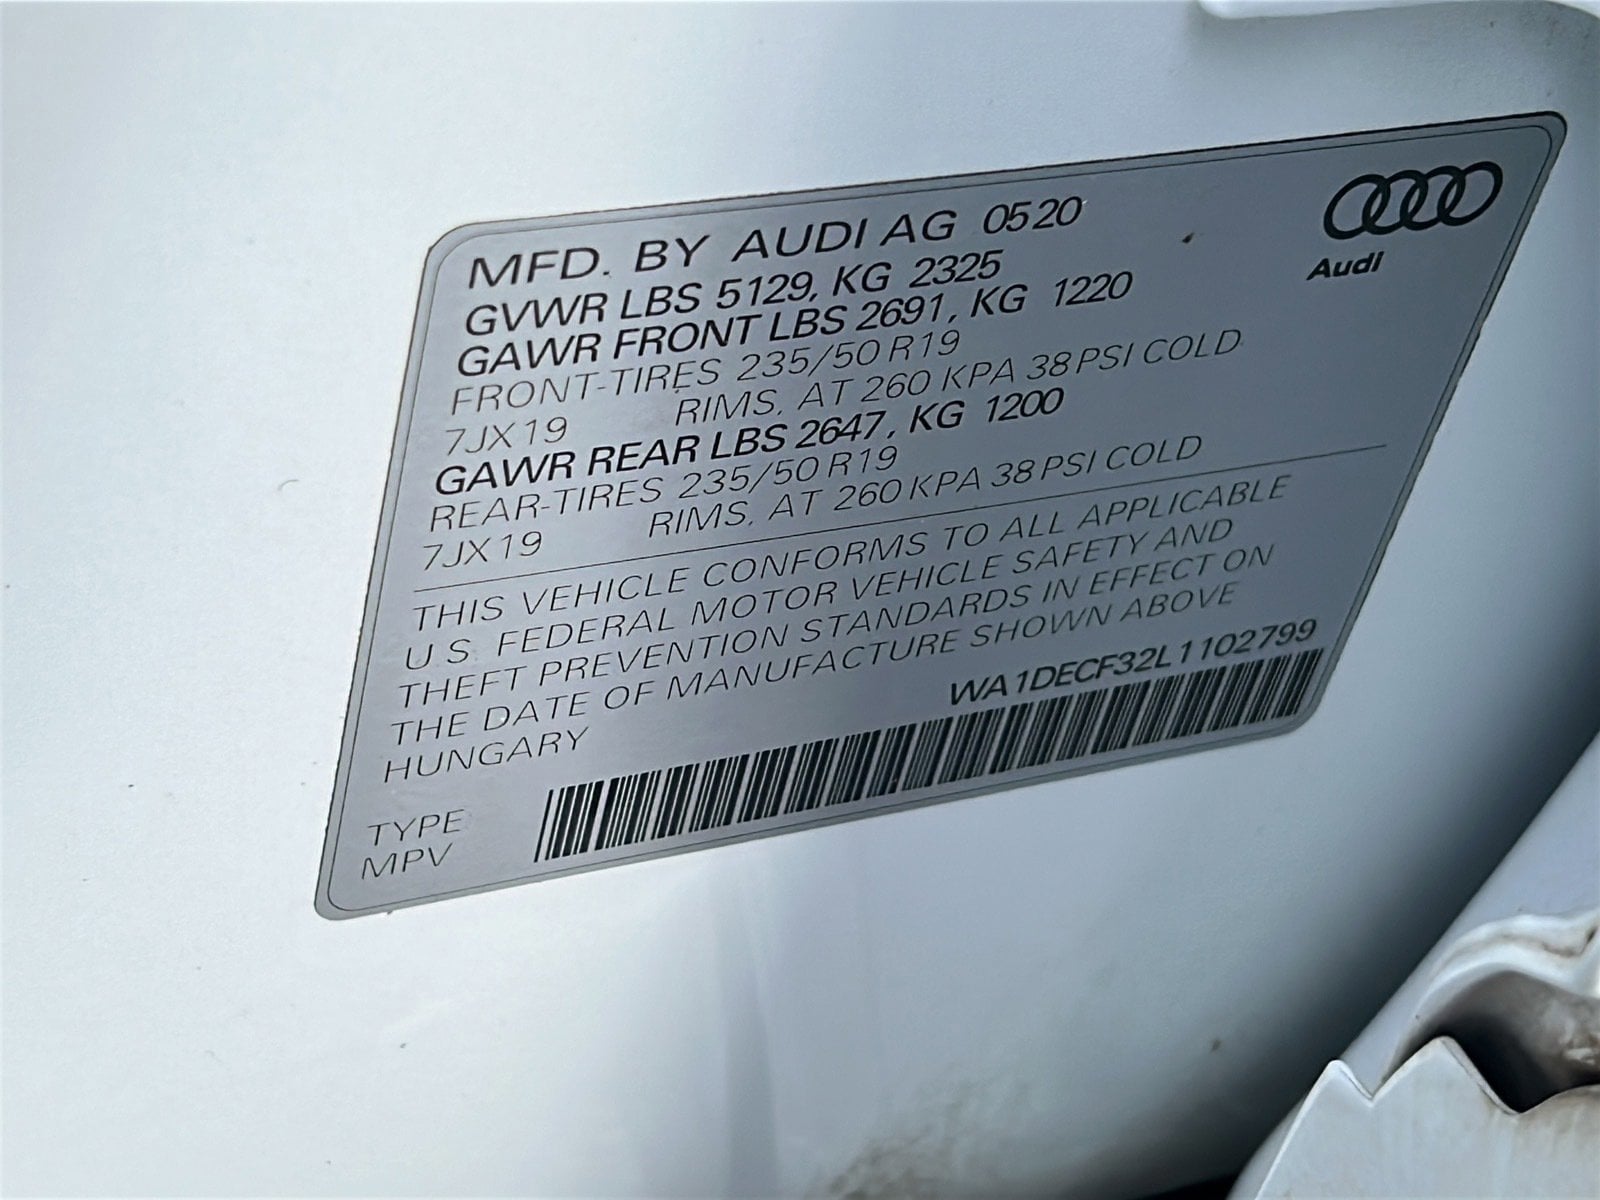 MFD. BY AUDI AG 0520
GVWR LBS 5129, KG 2325
GAWR FRONT LBS 2691, KG 1220
FRONT-TIRES 235/50 R19
7JX19 RIMS, AT 260 KPA 38 PSI COLD
GAWR REAR LBS 2647, KG 1200
REAR-TIRES 235/50 R19
7JX19 RIMS, AT 260 KPA 38 PSI COLD
THIS VEHICLE CONFORMS TO ALL APPLICABLE
U.S. FEDERAL MOTOR VEHICLE SAFETY AND
THEFT PREVENTION STANDARDS IN EFFECT ON
THE DATE OF MANUFACTURE SHOWN ABOVE
HUNGARY
WA1DECF32L1102799
TYPE
MPV
Audi